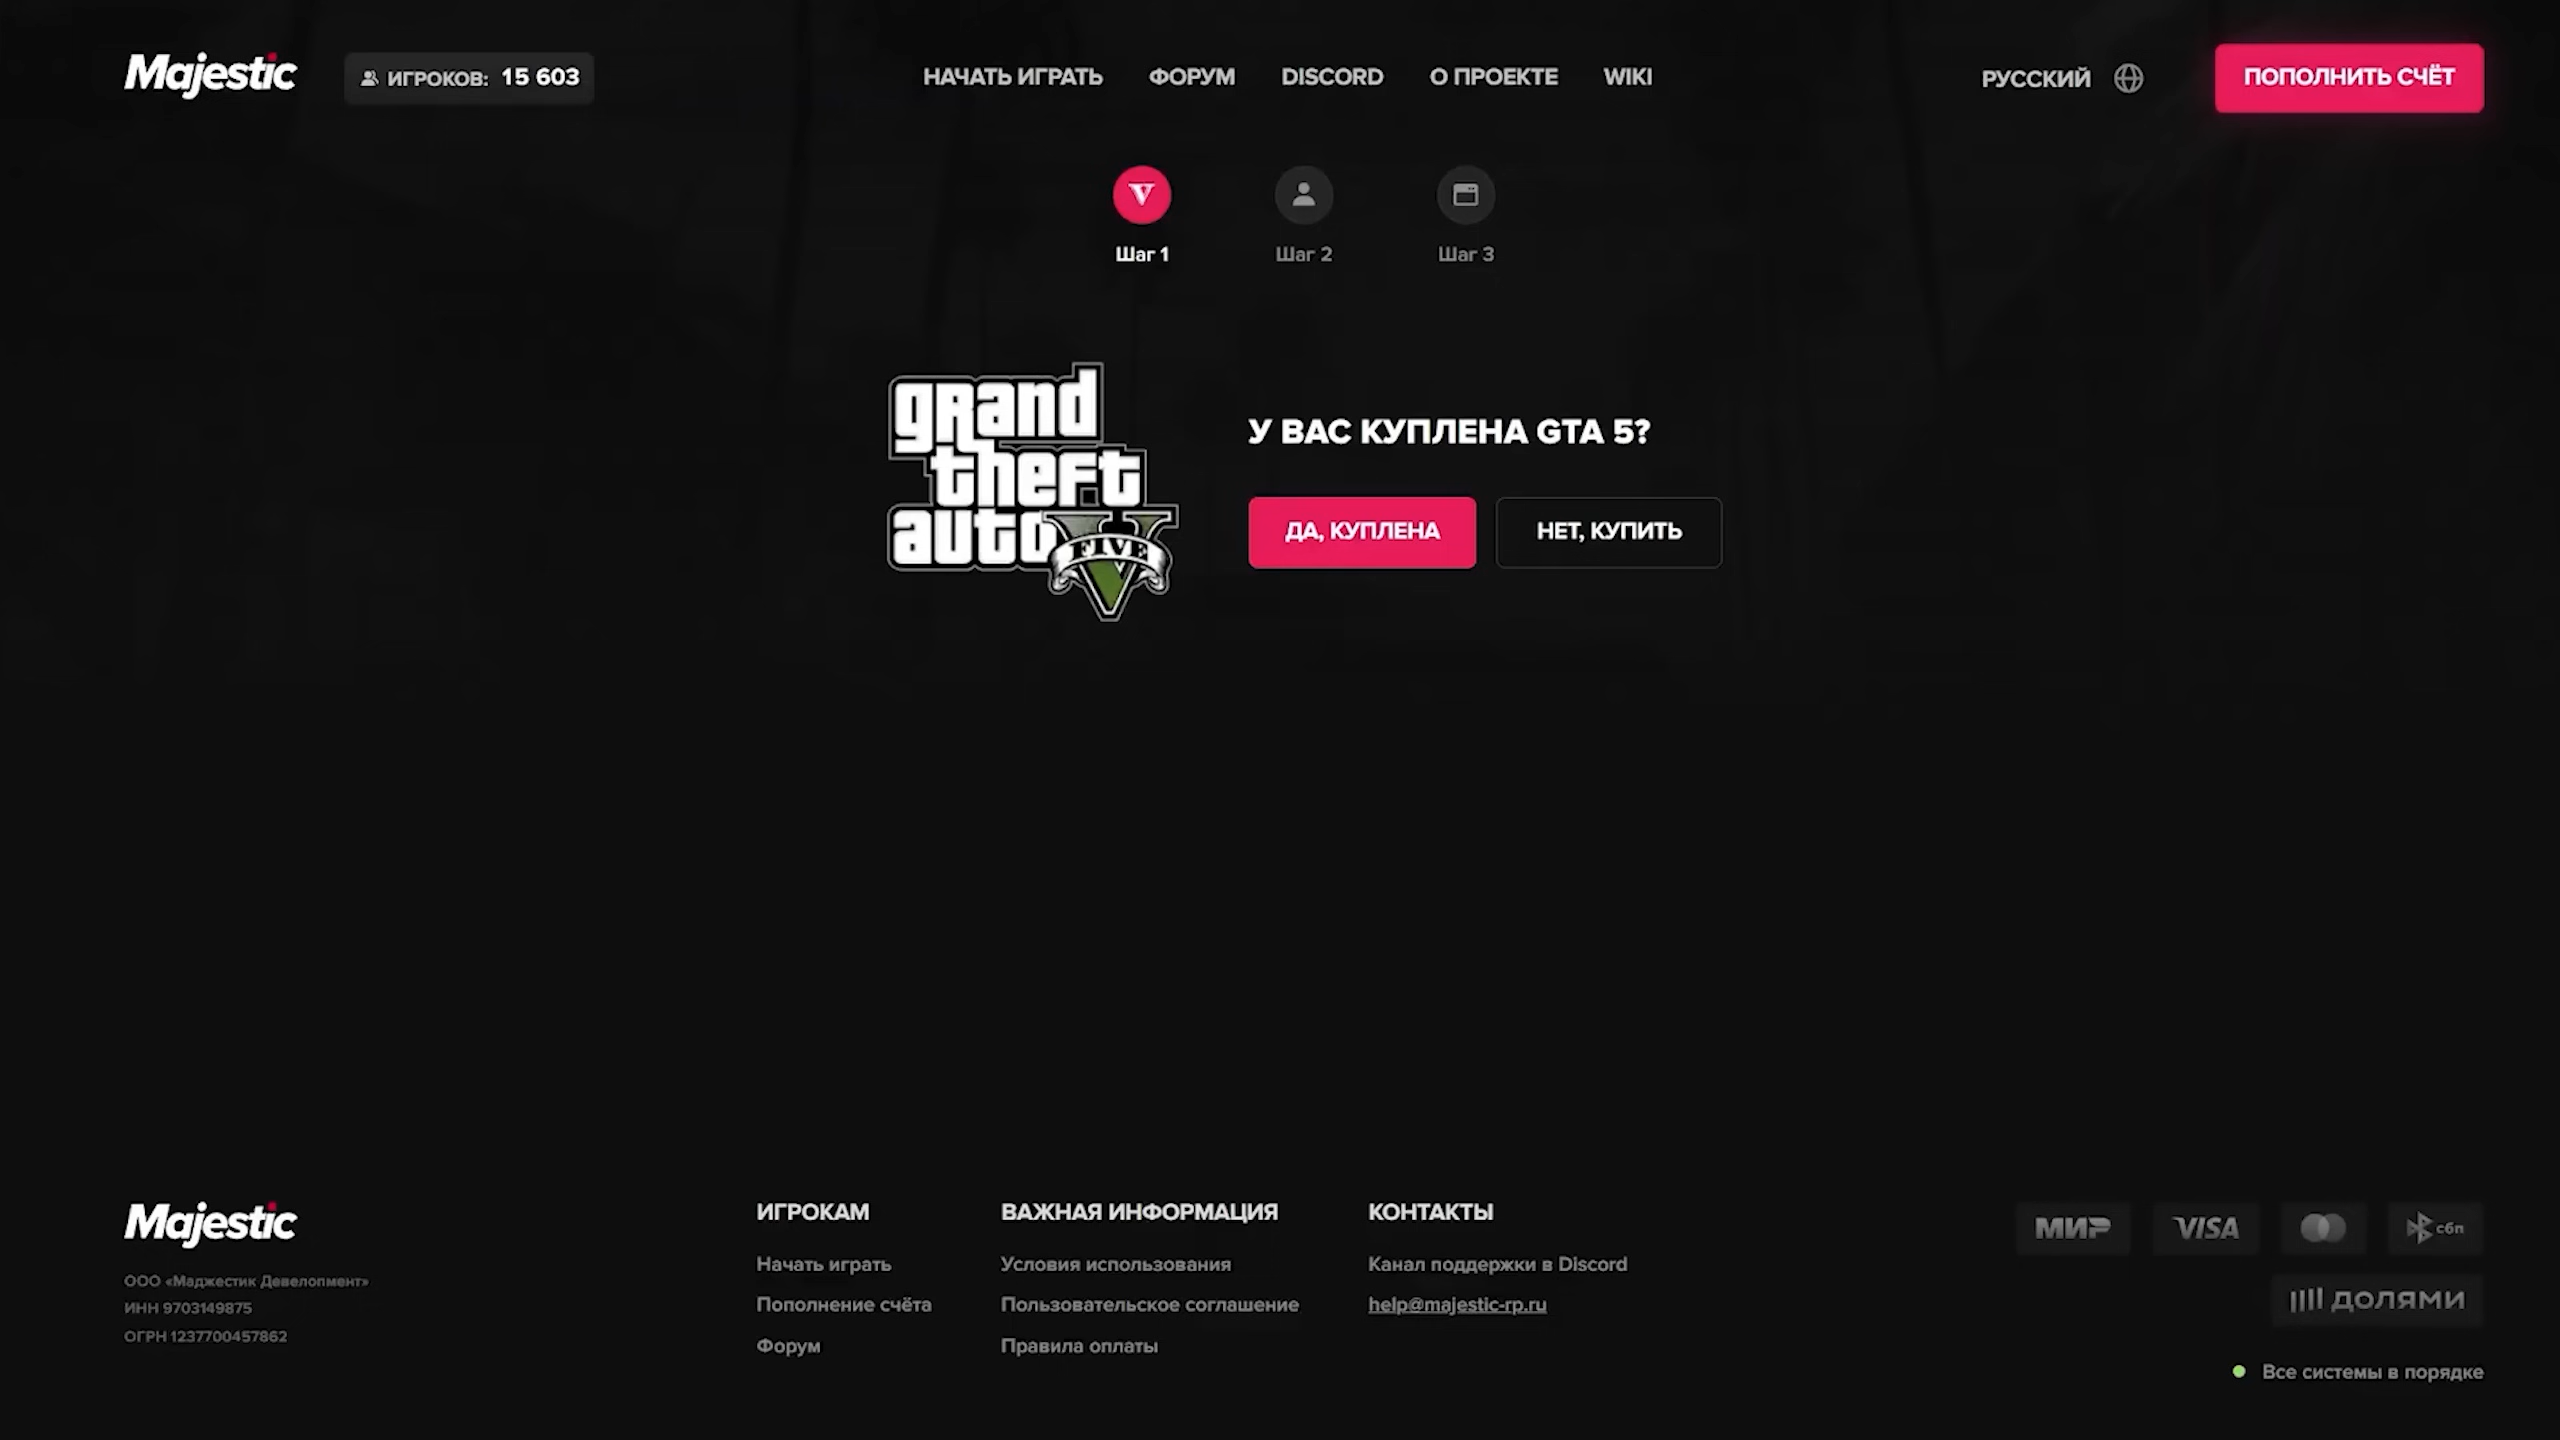 Majestic
ИГРОКОВ: 15 603
НАЧАТЬ ИГРАТЬ
ФОРУМ
DISCORD
О ПРОЕКТЕ
WIKI
РУССКИЙ
ПОПОЛНИТЬ СЧЁТ
V
Шаг 1
Шаг 2
Шаг 3
grand
theft
auto
V
FIVE
У ВАС КУПЛЕНА GTA 5?
ДА, КУПЛЕНА
НЕТ, КУПИТЬ
Majestic
ООО «Маджестик Девелопмент»
ИНН 9703149875
ОГРН 1237700457862
ИГРОКАМ
Начать играть
Пополнение счёта
Форум
ВАЖНАЯ ИНФОРМАЦИЯ
Условия использования
Пользовательское соглашение
Правила оплаты
КОНТАКТЫ
Канал поддержки в Discord
help@majestic-rp.ru
МИР
VISA
сбп
ДОЛЯМИ
Все системы в порядке